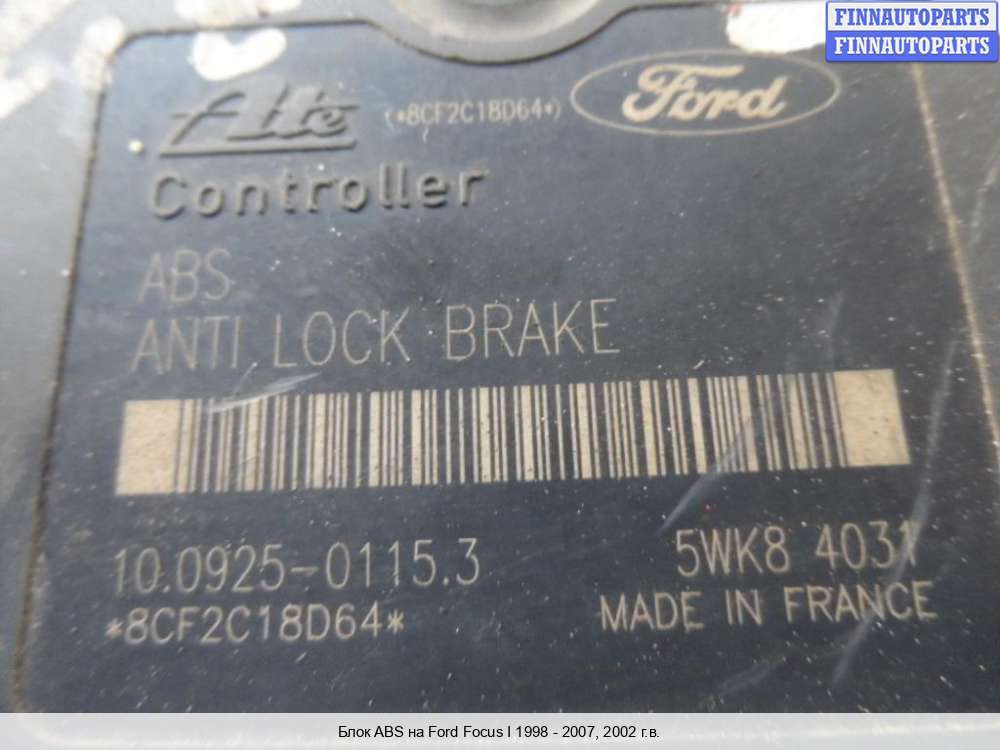 FINNAUTOPARTS
FINNAUTOPARTS
Ate (*8CF2C18D64*) Ford
Controller
ABS
ANTI LOCK BRAKE
10.0925-0115.3 5WK8 4031
*8CF2C18D64* MADE IN FRANCE
Блок ABS на Ford Focus I 1998 - 2007, 2002 г.в.